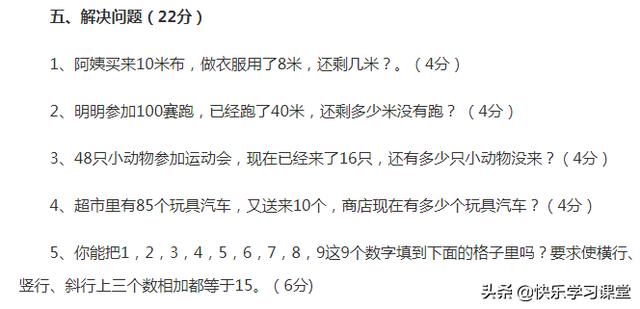 五、解决问题（22分）
1、阿姨买来10米布，做衣服用了8米，还剩几米？。（4分）
2、明明参加100赛跑，已经跑了40米，还剩多少米没有跑？（4分）
3、48只小动物参加运动会，现在已经来了16只，还有多少只小动物没来？（4分）
4、超市里有85个玩具汽车，又送来10个，商店现在有多少个玩具汽车？（4分）
5、你能把1，2，3，4，5，6，7，8，9这9个数字填到下面的格子里吗？要求使横行、
竖行、斜行上三个数相加都等于15。（6分)
头条 @快乐学习课堂